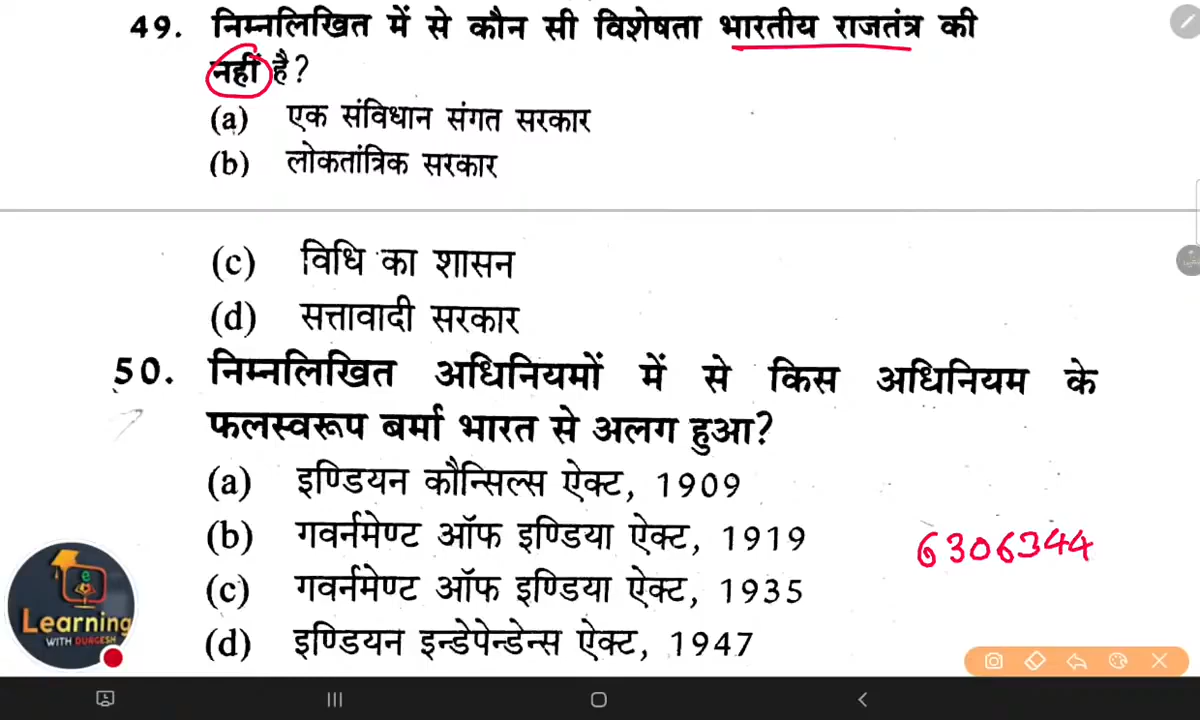 49. निम्नलिखित में से कौन सी विशेषता भारतीय राजतंत्र की
नहीं है?
(a) एक संविधान संगत सरकार
(b) लोकतांत्रिक सरकार
(c) विधि का शासन
(d) सत्तावादी सरकार
50. निम्नलिखित अधिनियमों में से किस अधिनियम के
फलस्वरूप बर्मा भारत से अलग हुआ?
(a) इण्डियन कौन्सिल्स ऐक्ट, 1909
(b) गवर्नमेण्ट ऑफ इण्डिया ऐक्ट, 1919
6306344
(c) गवर्नमेण्ट ऑफ इण्डिया ऐक्ट, 1935
(d) इण्डियन इन्डेपेन्डेन्स ऐक्ट, 1947
e
Learning
WITH DURGESH